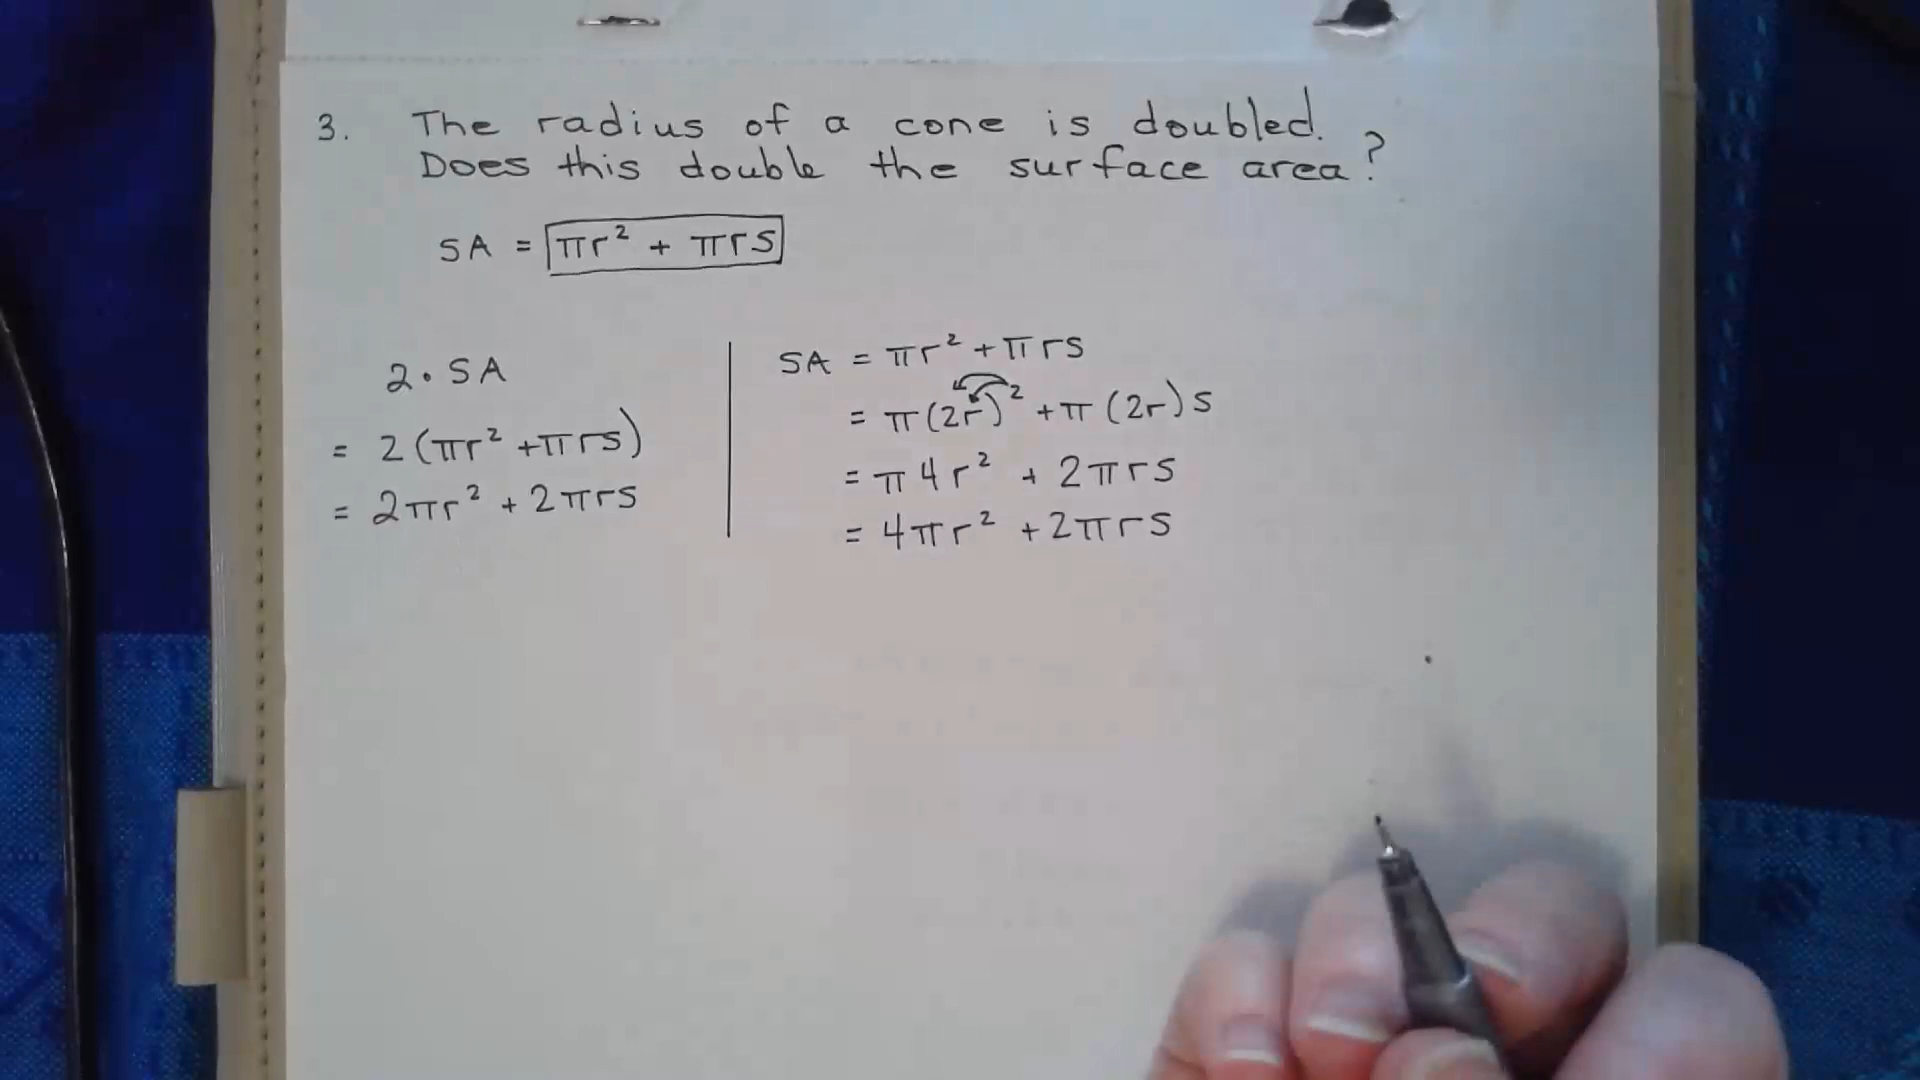 3. The radius of a cone is doubled.
Does this double the surface area?
SA = πr² + πrs
2 · SA
= 2(πr² + πrs)
= 2πr² + 2πrs
SA = πr² + πrs
= π(2r)² + π(2r)s
= π4r² + 2πrs
= 4πr² + 2πrs